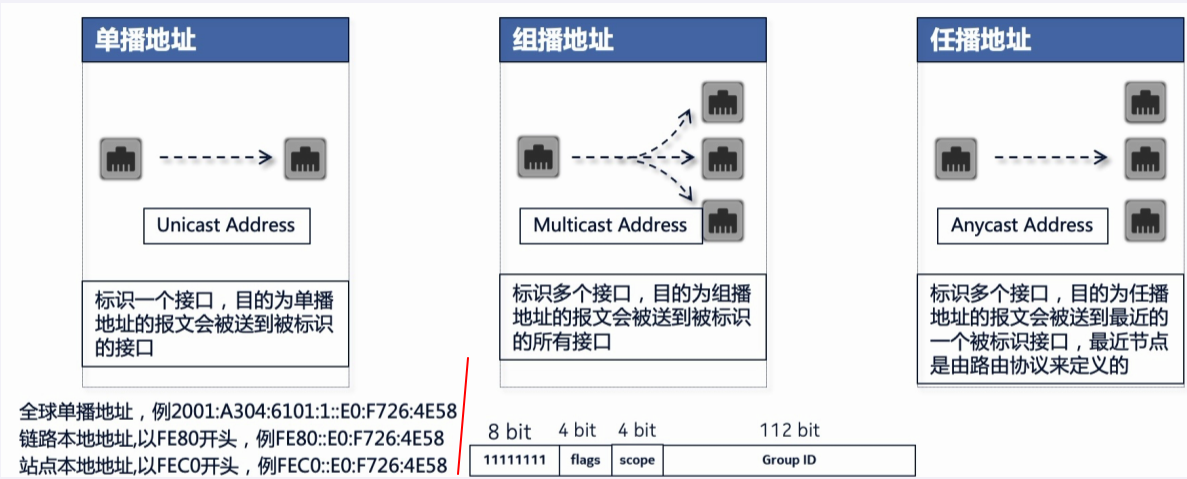 单播地址
Unicast Address
标识一个接口，目的为单播
地址的报文会被送到被标识
的接口
组播地址
Multicast Address
标识多个接口，目的为组播
地址的报文会被送到被标识
的所有接口
任播地址
Anycast Address
标识多个接口，目的为任播
地址的报文会被送到最近的
一个被标识接口，最近节点
是由路由协议来定义的
全球单播地址，例2001:A304:6101:1::E0:F726:4E58
链路本地地址,以FE80开头，例FE80::E0:F726:4E58
站点本地地址,以FEC0开头，例FEC0::E0:F726:4E58
8 bit 4 bit 4 bit 112 bit
11111111 flags scope Group ID